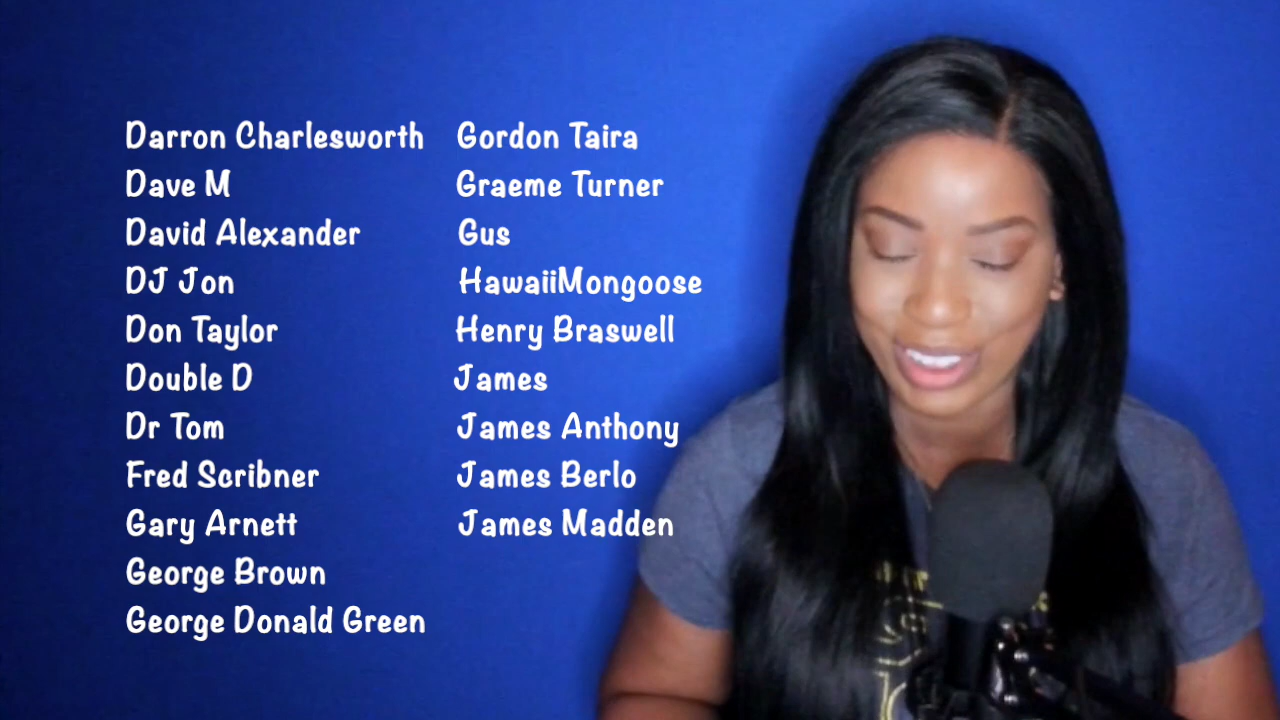 Darron Charlesworth
Dave M
David Alexander
DJ Jon
Don Taylor
Double D
Dr Tom
Fred Scribner
Gary Arnett
George Brown
George Donald Green
Gordon Taira
Graeme Turner
Gus
HawaiiMongoose
Henry Braswell
James
James Anthony
James Berlo
James Madden